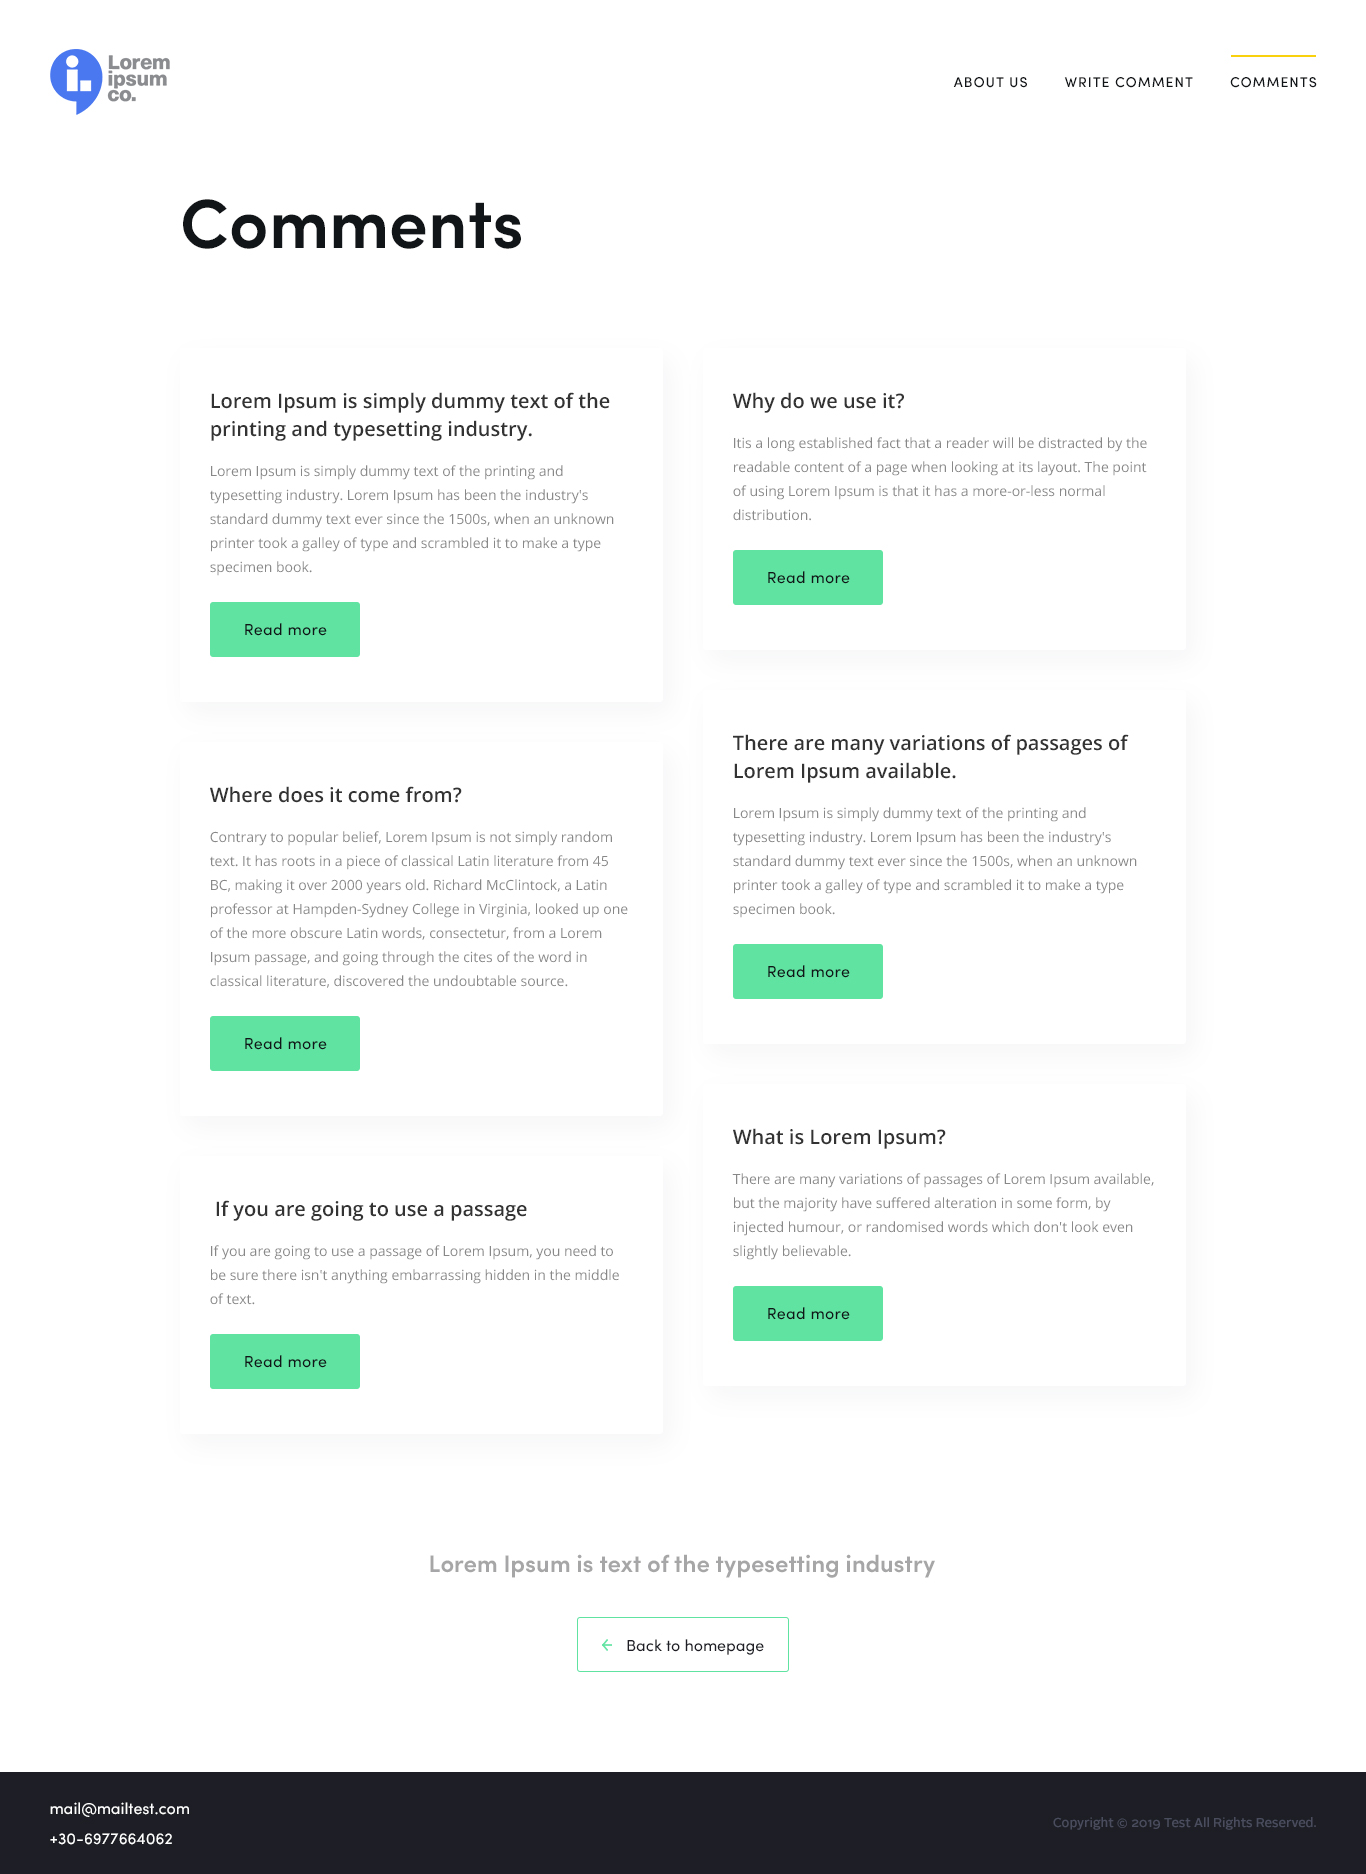 Lorem
ipsum
co.
ABOUT US
WRITE COMMENT
COMMENTS
Comments
Lorem Ipsum is simply dummy text of the
printing and typesetting industry.
Lorem Ipsum is simply dummy text of the printing and
typesetting industry. Lorem Ipsum has been the industry's
standard dummy text ever since the 1500s, when an unknown
printer took a galley of type and scrambled it to make a type
specimen book.
Read more
Where does it come from?
Contrary to popular belief, Lorem Ipsum is not simply random
text. It has roots in a piece of classical Latin literature from 45
BC, making it over 2000 years old. Richard McClintock, a Latin
professor at Hampden-Sydney College in Virginia, looked up one
of the more obscure Latin words, consectetur, from a Lorem
Ipsum passage, and going through the cites of the word in
classical literature, discovered the undoubtable source.
Read more
If you are going to use a passage
If you are going to use a passage of Lorem Ipsum, you need to
be sure there isn't anything embarrassing hidden in the middle
of text.
Read more
Why do we use it?
Itis a long established fact that a reader will be distracted by the
readable content of a page when looking at its layout. The point
of using Lorem Ipsum is that it has a more-or-less normal
distribution.
Read more
There are many variations of passages of
Lorem Ipsum available.
Lorem Ipsum is simply dummy text of the printing and
typesetting industry. Lorem Ipsum has been the industry's
standard dummy text ever since the 1500s, when an unknown
printer took a galley of type and scrambled it to make a type
specimen book.
Read more
What is Lorem Ipsum?
There are many variations of passages of Lorem Ipsum available,
but the majority have suffered alteration in some form, by
injected humour, or randomised words which don't look even
slightly believable.
Read more
Lorem Ipsum is text of the typesetting industry
Back to homepage
mail@mailtest.com
+30-6977664062
Copyright © 2019 Test All Rights Reserved.